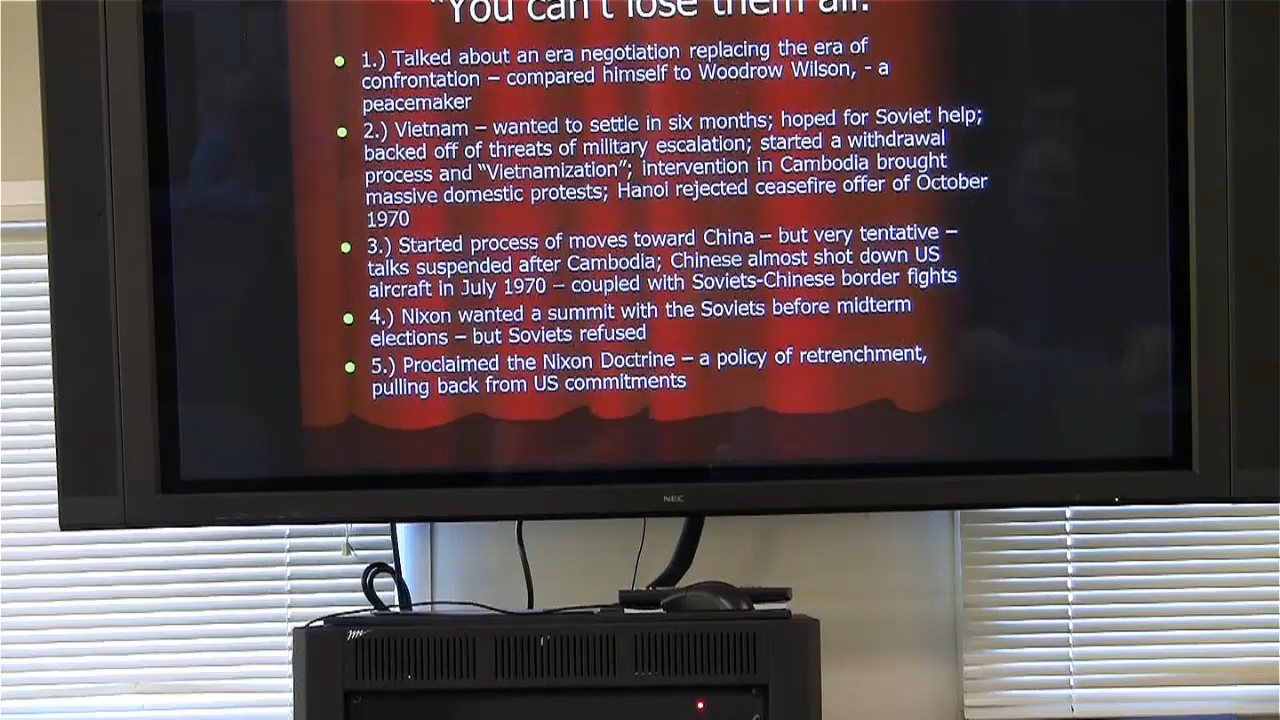 "You can't lose them all."
1.) Talked about an era negotiation replacing the era of
confrontation – compared himself to Woodrow Wilson, - a
peacemaker
2.) Vietnam – wanted to settle in six months; hoped for Soviet help;
backed off of threats of military escalation; started a withdrawal
process and "Vietnamization"; intervention in Cambodia brought
massive domestic protests; Hanoi rejected ceasefire offer of October
1970
3.) Started process of moves toward China – but very tentative –
talks suspended after Cambodia; Chinese almost shot down US
aircraft in July 1970 – coupled with Soviets-Chinese border fights
4.) Nixon wanted a summit with the Soviets before midterm
elections – but Soviets refused
5.) Proclaimed the Nixon Doctrine – a policy of retrenchment,
pulling back from US commitments
NEC